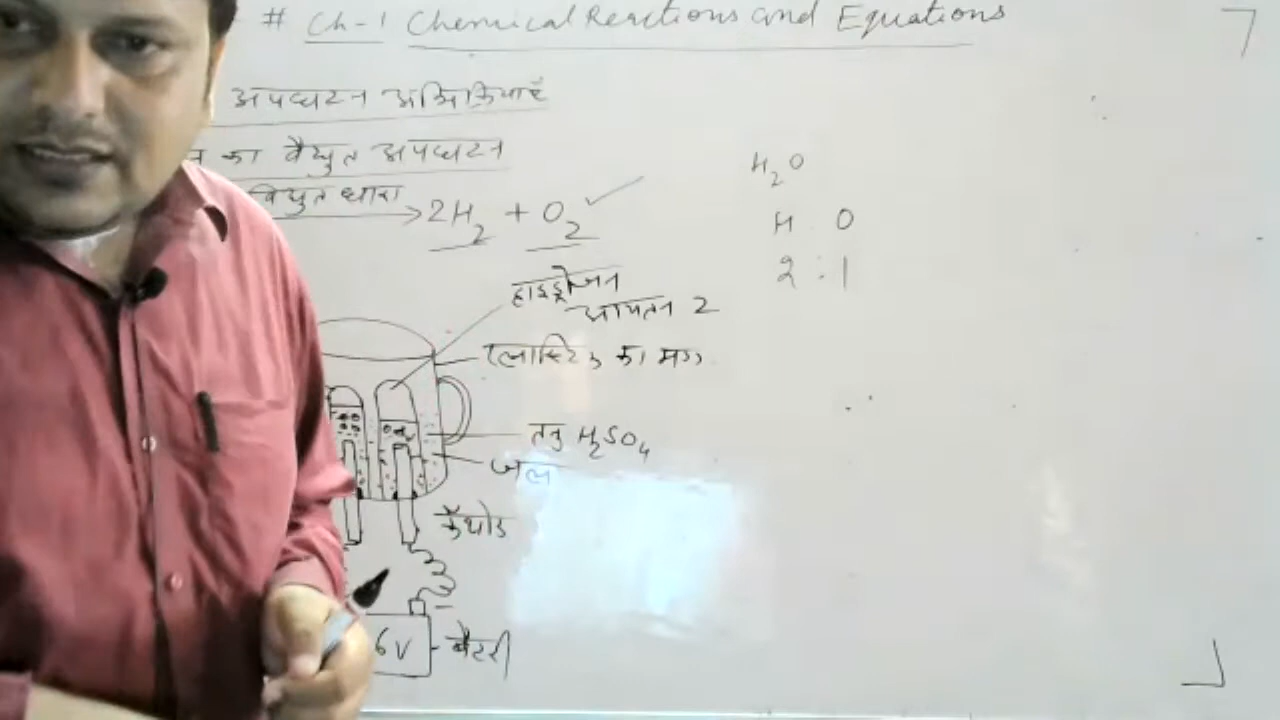 # Ch-1 Chemical Reactions and Equations
अपघटन अभिक्रियाएँ
का वैद्युत अपघटन
विद्युत धारा
2H₂ + O₂
H₂O
H O
2 : 1
हाइड्रोजन
आयतन 2
प्लास्टिक का मग
तनु H₂SO₄
जल
कैथोड
-
6V
बैटरी